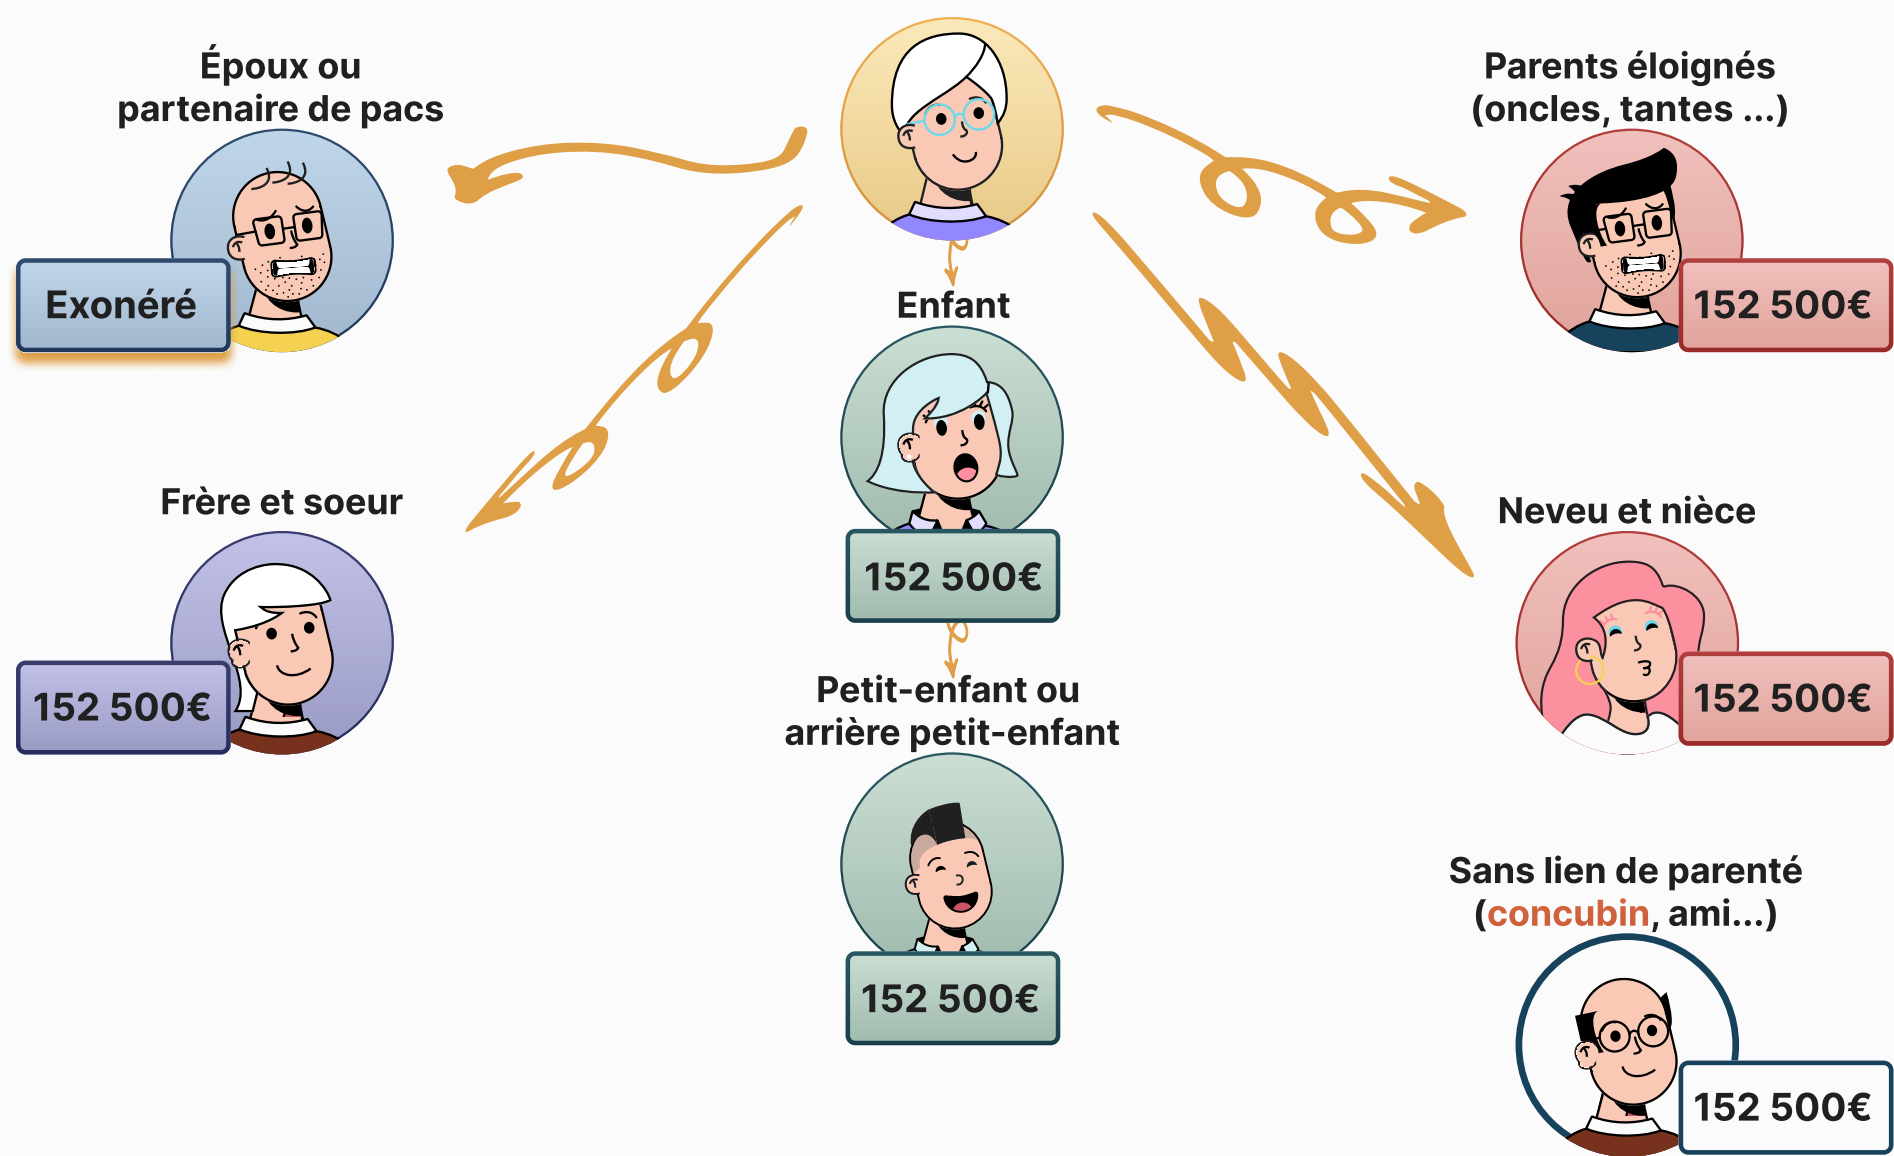 Époux ou
partenaire de pacs
Exonéré
Parents éloignés
(oncles, tantes ...)
152 500€
Enfant
152 500€
Frère et soeur
152 500€
Neveu et nièce
152 500€
Petit-enfant ou
arrière petit-enfant
152 500€
Sans lien de parenté
(concubin, ami...)
152 500€